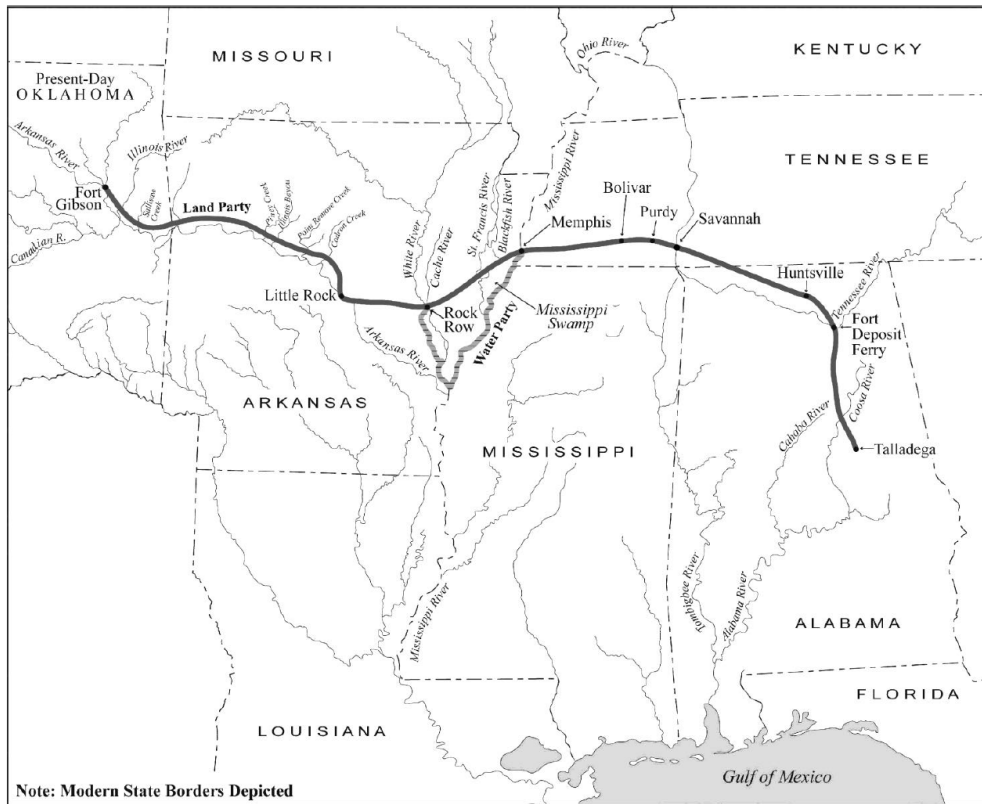 MISSOURI
Ohio River
KENTUCKY
Present-Day
OKLAHOMA
Arkansas River
Illinois River
Mississippi River
TENNESSEE
Fort
Gibson
Sallisaw
Creek
Land Party
Piney Creek
Illinois Bayou
Point Remove Creek
Cadron Creek
White River
Cache River
St. Francis River
Blackfish River
Memphis
Bolivar
Purdy
Savannah
Canadian R.
Little Rock
Rock
Row
Mississippi
Swamp
Water Party
Huntsville
Tennessee River
Fort
Deposit
Ferry
Arkansas River
ARKANSAS
Cababa River
Coosa River
MISSISSIPPI
Talladega
Mississippi River
Tombigbee River
Alabama River
ALABAMA
FLORIDA
LOUISIANA
Gulf of Mexico
Note: Modern State Borders Depicted